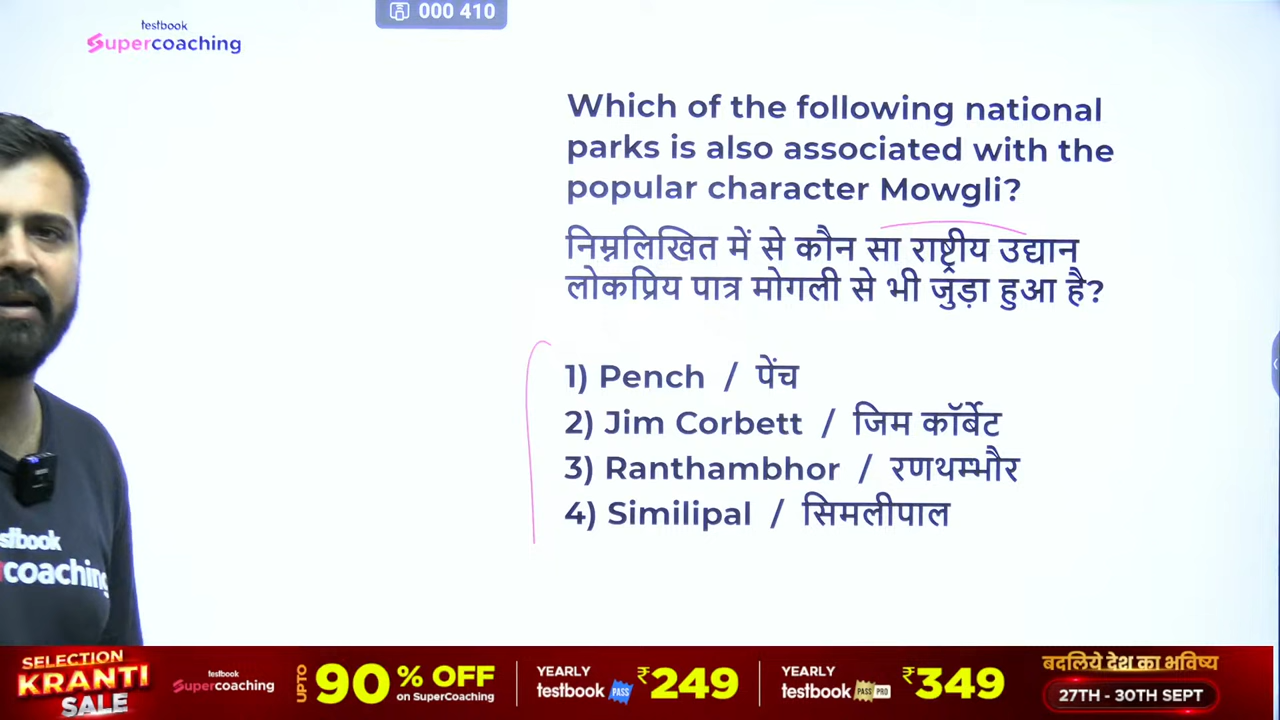 testbook
Supercoaching
000 410
Which of the following national
parks is also associated with the
popular character Mowgli?
निम्नलिखित में से कौन सा राष्ट्रीय उद्यान
लोकप्रिय पात्र मोगली से भी जुड़ा हुआ है?
1) Pench / पेंच
2) Jim Corbett / जिम कॉर्बेट
3) Ranthambhor / रणथम्भौर
4) Similipal / सिमलीपाल
stbook
coaching
SELECTION
KRANTI
SALE
testbook
Supercoaching
UPTO
90% OFF
on SuperCoaching
YEARLY
testbook PASS
₹249
YEARLY
testbook PASS PRO
₹349
बदलिये देश का भविष्य
27TH - 30TH SEPT